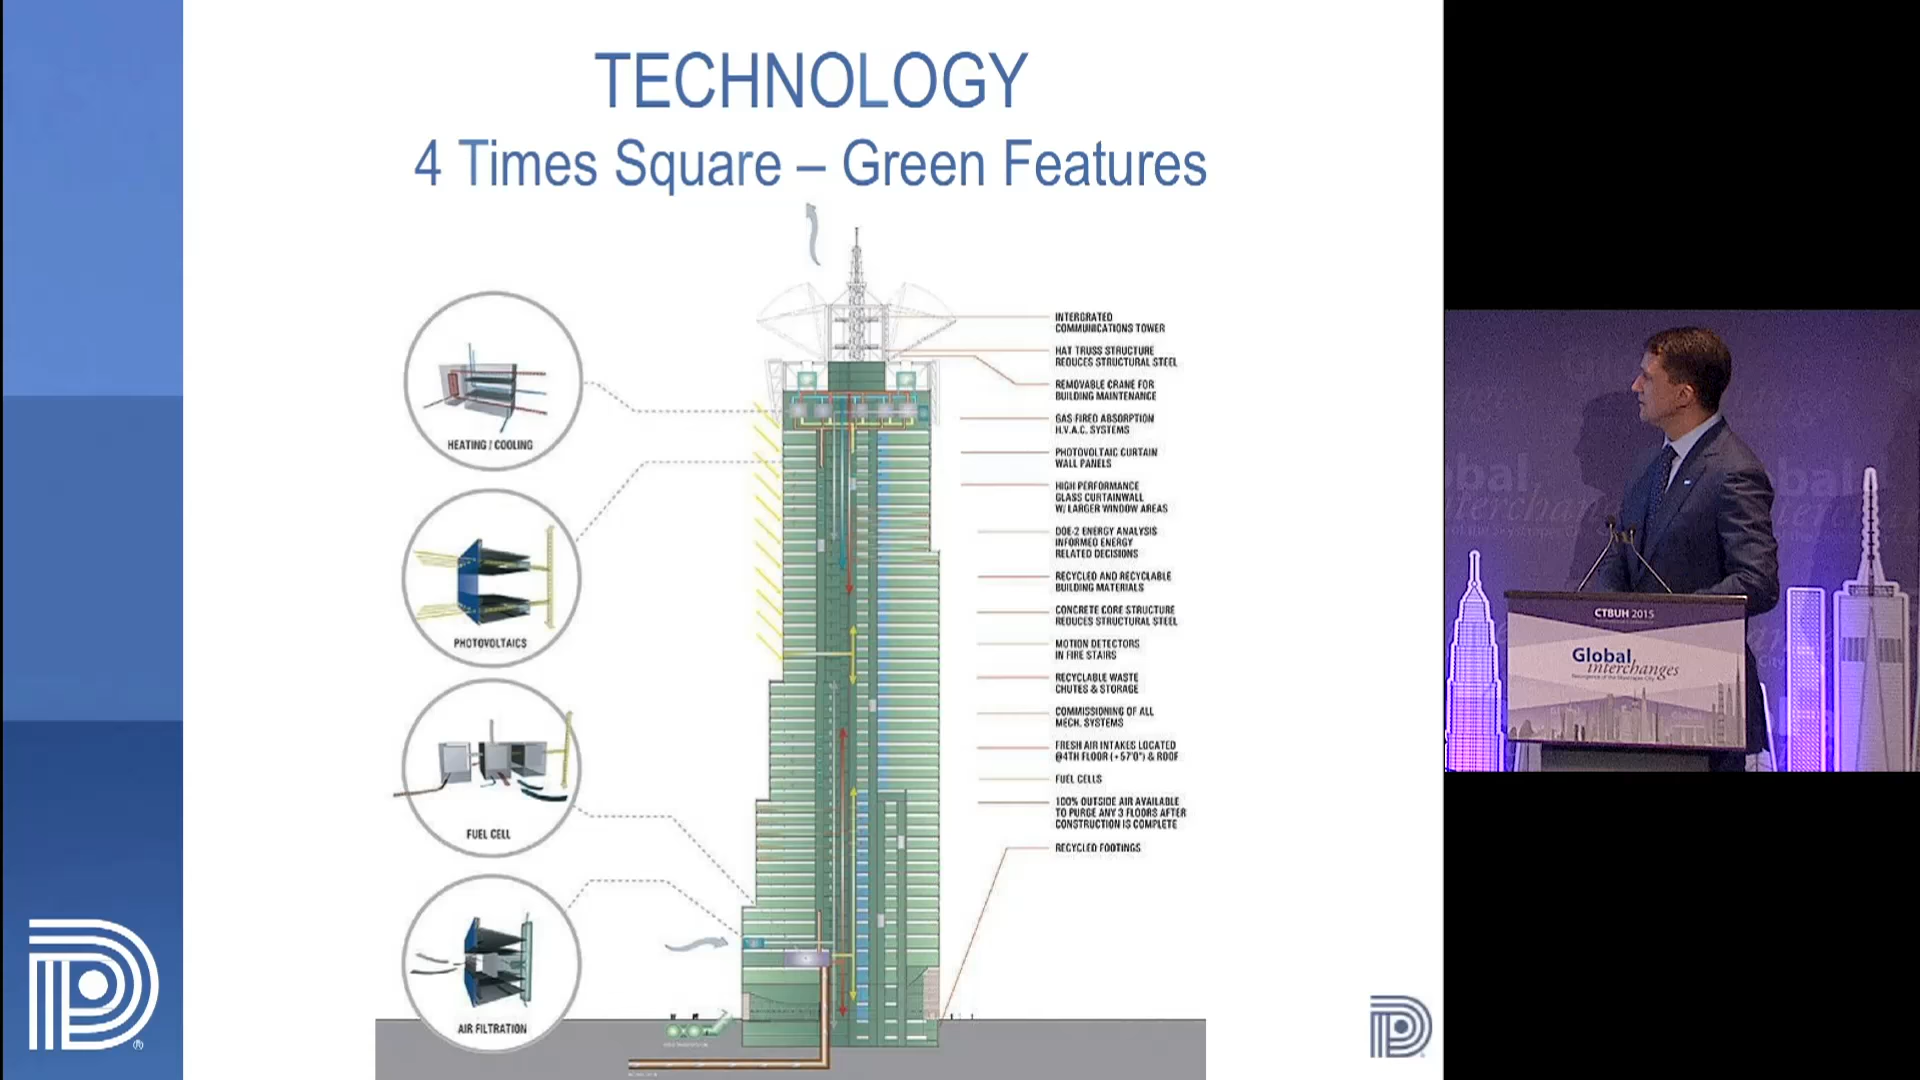 TECHNOLOGY
4 Times Square – Green Features
HEATING / COOLING
PHOTOVOLTAICS
FUEL CELL
AIR FILTRATION
INTERGRATED
COMMUNICATIONS TOWER
HAT TRUSS STRUCTURE
REDUCES STRUCTURAL STEEL
REMOVABLE CRANE FOR
BUILDING MAINTENANCE
GAS FIRED ABSORPTION
H.V.A.C. SYSTEMS
PHOTOVOLTAIC CURTAIN
WALL PANELS
HIGH PERFORMANCE
GLASS CURTAINWALL
W/ LARGER WINDOW AREAS
DOE-2 ENERGY ANALYSIS
INFORMED ENERGY
RELATED DECISIONS
RECYCLED AND RECYCLABLE
BUILDING MATERIALS
CONCRETE CORE STRUCTURE
REDUCES STRUCTURAL STEEL
MOTION DETECTORS
IN FIRE STAIRS
RECYCLABLE WASTE
CHUTES & STORAGE
COMMISSIONING OF ALL
MECH. SYSTEMS
FRESH AIR INTAKES LOCATED
@4TH FLOOR (+57'0") & ROOF
FUEL CELLS
100% OUTSIDE AIR AVAILABLE
TO PURGE ANY 3 FLOORS AFTER
CONSTRUCTION IS COMPLETE
RECYCLED FOOTINGS
®
CTBUH 2015
Global
interchanges